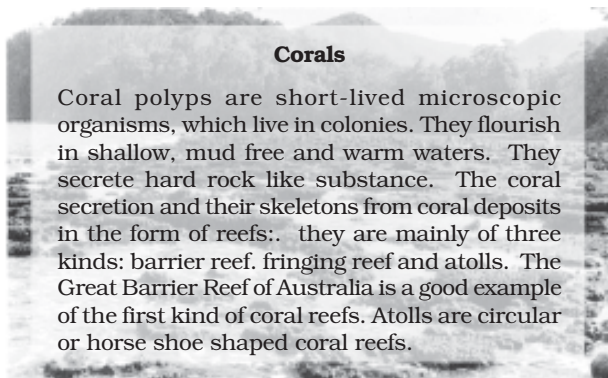 Corals
Coral polyps are short-lived microscopic
organisms, which live in colonies. They flourish
in shallow, mud free and warm waters. They
secrete hard rock like substance. The coral
secretion and their skeletons from coral deposits
in the form of reefs:. they are mainly of three
kinds: barrier reef. fringing reef and atolls. The
Great Barrier Reef of Australia is a good example
of the first kind of coral reefs. Atolls are circular
or horse shoe shaped coral reefs.